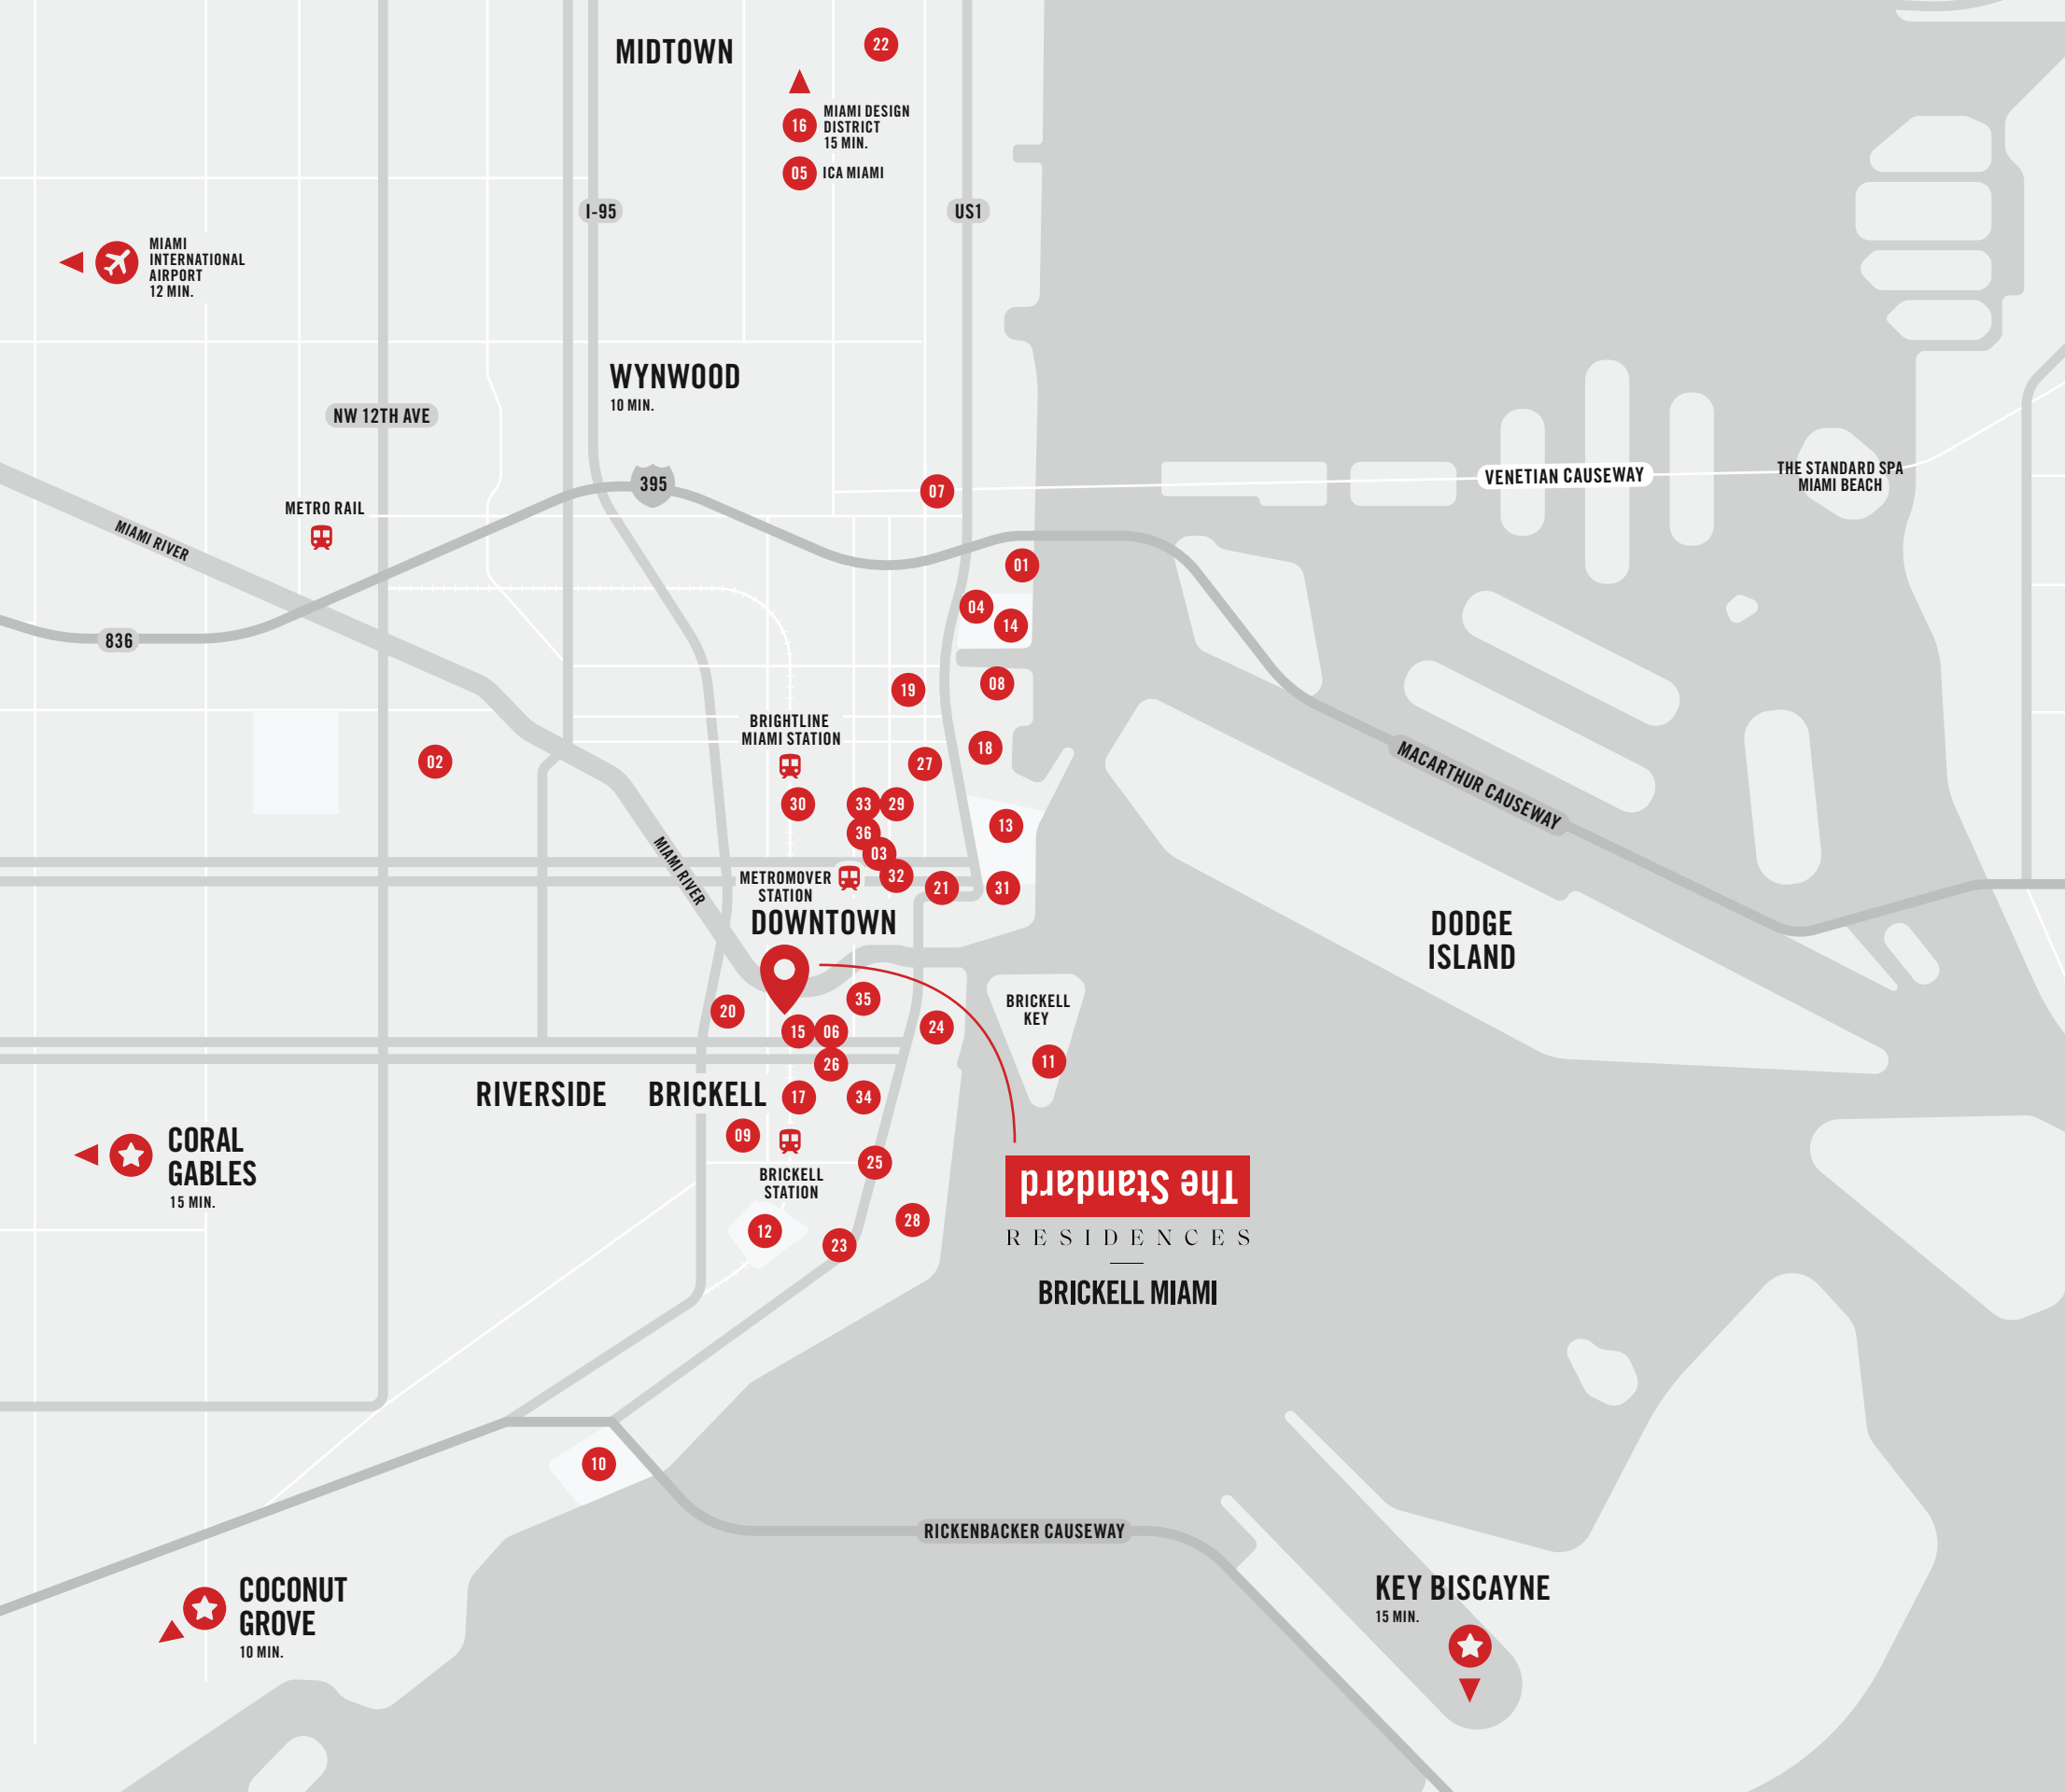 MIDTOWN
22
16
MIAMI DESIGN
DISTRICT
15 MIN.
05
ICA MIAMI
I-95
US1
MIAMI
INTERNATIONAL
AIRPORT
12 MIN.
WYNWOOD
10 MIN.
NW 12TH AVE
395
07
VENETIAN CAUSEWAY
THE STANDARD SPA
MIAMI BEACH
METRO RAIL
MIAMI RIVER
01
04
14
836
19
08
BRIGHTLINE
MIAMI STATION
18
02
27
MACARTHUR CAUSEWAY
30
33
29
36
13
03
MIAMI RIVER
METROMOVER
STATION
32
21
31
DOWNTOWN
DODGE
ISLAND
20
35
BRICKELL
KEY
15
06
24
26
11
RIVERSIDE
BRICKELL
17
34
09
CORAL
GABLES
15 MIN.
BRICKELL
STATION
25
The Standard
RESIDENCES
BRICKELL MIAMI
12
28
23
10
RICKENBACKER CAUSEWAY
COCONUT
GROVE
10 MIN.
KEY BISCAYNE
15 MIN.